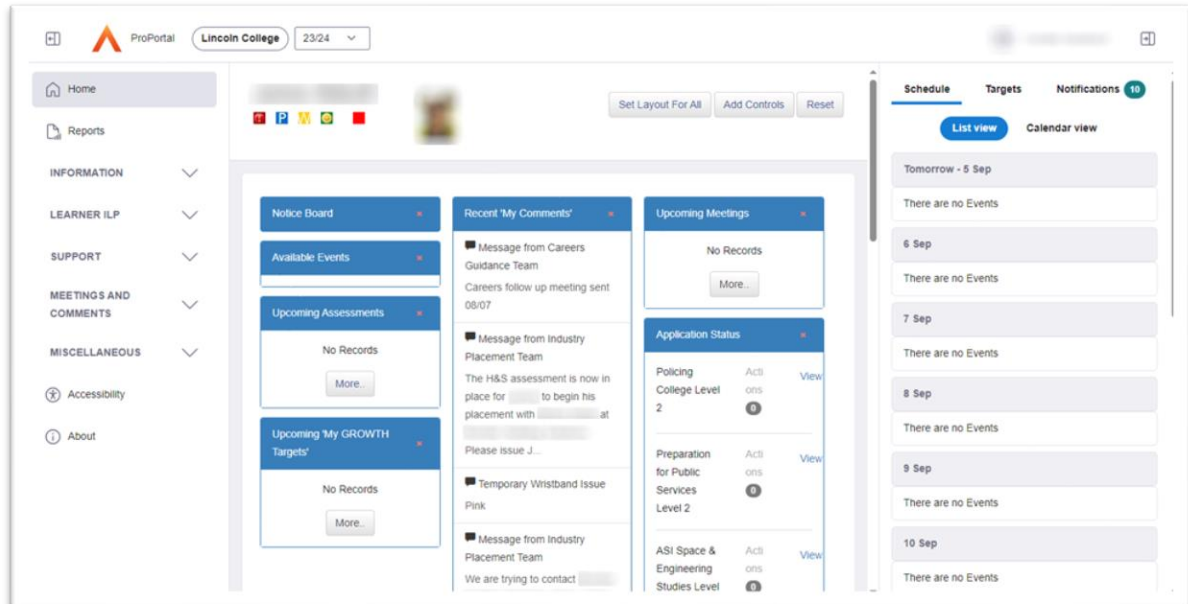 ProPortal
Lincoln College
23/24
Home
Reports
INFORMATION
LEARNER ILP
SUPPORT
MEETINGS AND
COMMENTS
MISCELLANEOUS
Accessibility
About
P
Set Layout For All
Add Controls
Reset
Notice Board
Available Events
Upcoming Assessments
No Records
More..
Upcoming 'My GROWTH
Targets'
No Records
More..
Recent 'My Comments'
Message from Careers
Guidance Team
Careers follow up meeting sent
08/07
Message from Industry
Placement Team
The H&S assessment is now in
place for to begin his
placement with at
Please issue J...
Temporary Wristband Issue
Pink
Message from Industry
Placement Team
We are trying to contact
Upcoming Meetings
No Records
More..
Application Status
Policing
College Level
2
Acti
ons
0
View
Preparation
for Public
Services
Level 2
Acti
ons
0
View
ASI Space &
Engineering
Studies Level
Acti
ons
0
View
Schedule
Targets
Notifications 10
List view
Calendar view
Tomorrow - 5 Sep
There are no Events
6 Sep
There are no Events
7 Sep
There are no Events
8 Sep
There are no Events
9 Sep
There are no Events
10 Sep
There are no Events